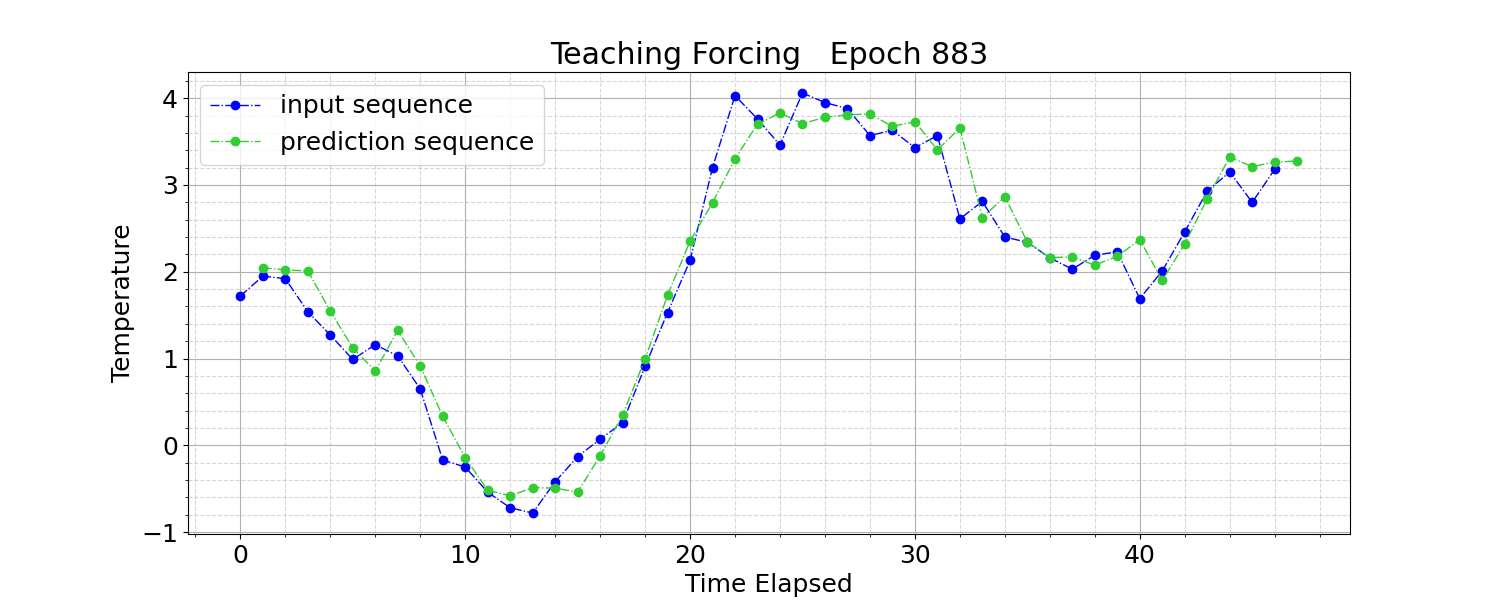 Teaching Forcing   Epoch 883
input sequence
prediction sequence
Temperature
4
3
2
1
0
−1
0 10 20 30 40
Time Elapsed